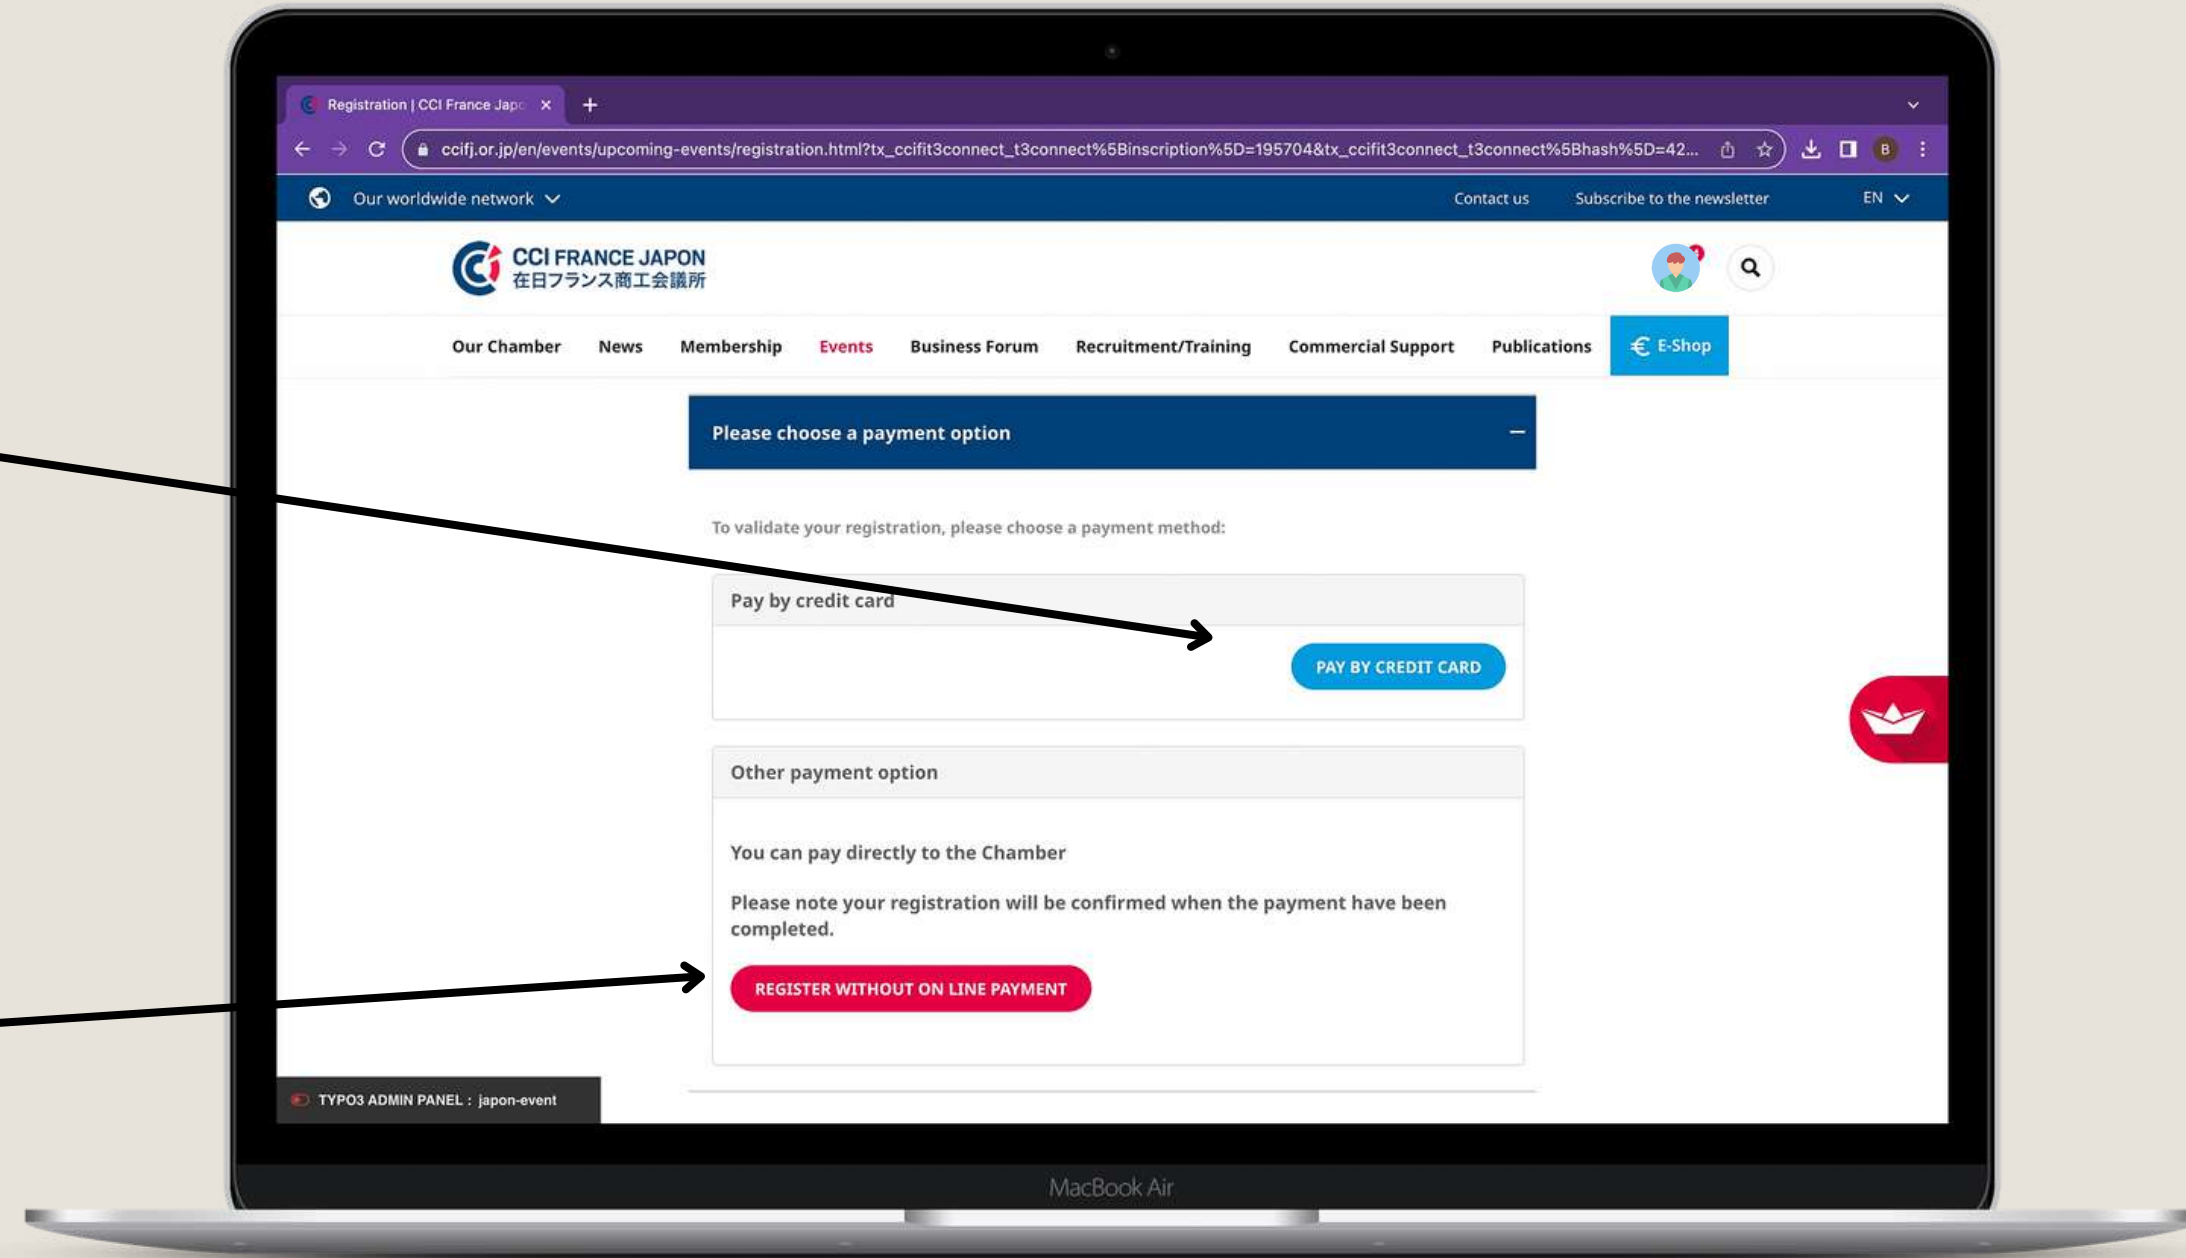 Registration | CCI France Japo
ccifj.or.jp/en/events/upcoming-events/registration.html?tx_ccifit3connect_t3connect%5Binscription%5D=195704&tx_ccifit3connect_t3connect%5Bhash%5D=42...
B
Our worldwide network
Contact us
Subscribe to the newsletter
EN
CCI FRANCE JAPON
在日フランス商工会議所
Our Chamber
News
Membership
Events
Business Forum
Recruitment/Training
Commercial Support
Publications
€ E-Shop
Please choose a payment option
To validate your registration, please choose a payment method:
Pay by credit card
PAY BY CREDIT CARD
Other payment option
You can pay directly to the Chamber
Please note your registration will be confirmed when the payment have been
completed.
REGISTER WITHOUT ON LINE PAYMENT
TYPO3 ADMIN PANEL : japon-event
MacBook Air